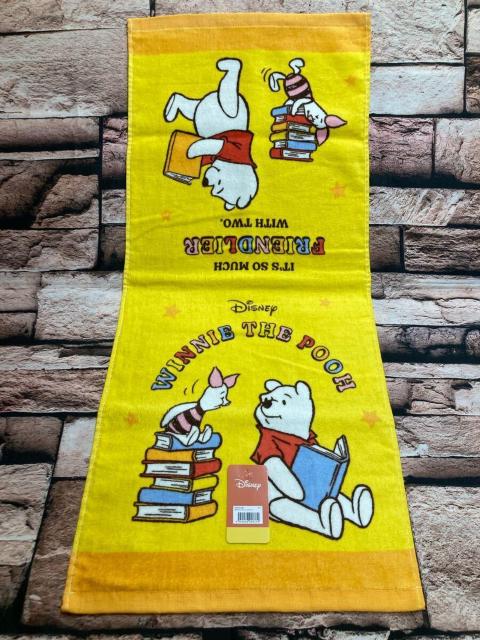 IT'S SO MUCH
FRIENDLIER
WITH TWO.
Disney
WINNIE THE POOH
Disney